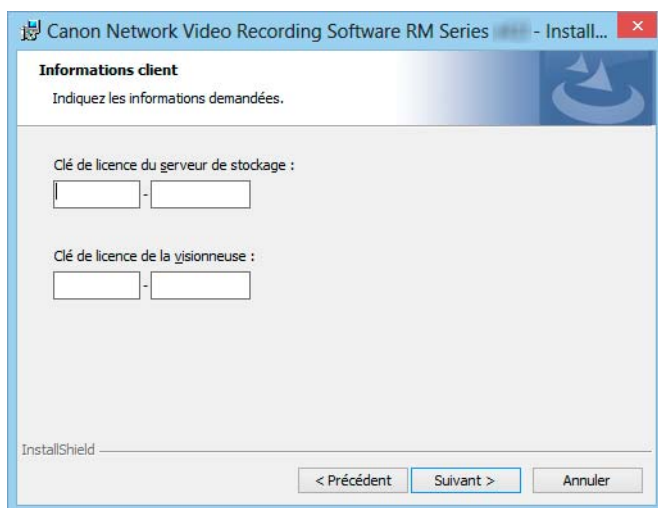 Canon Network Video Recording Software RM Series - Install...
Informations client
Indiquez les informations demandées.
Clé de licence du serveur de stockage :
-
Clé de licence de la visionneuse :
-
InstallShield
< Précédent Suivant > Annuler